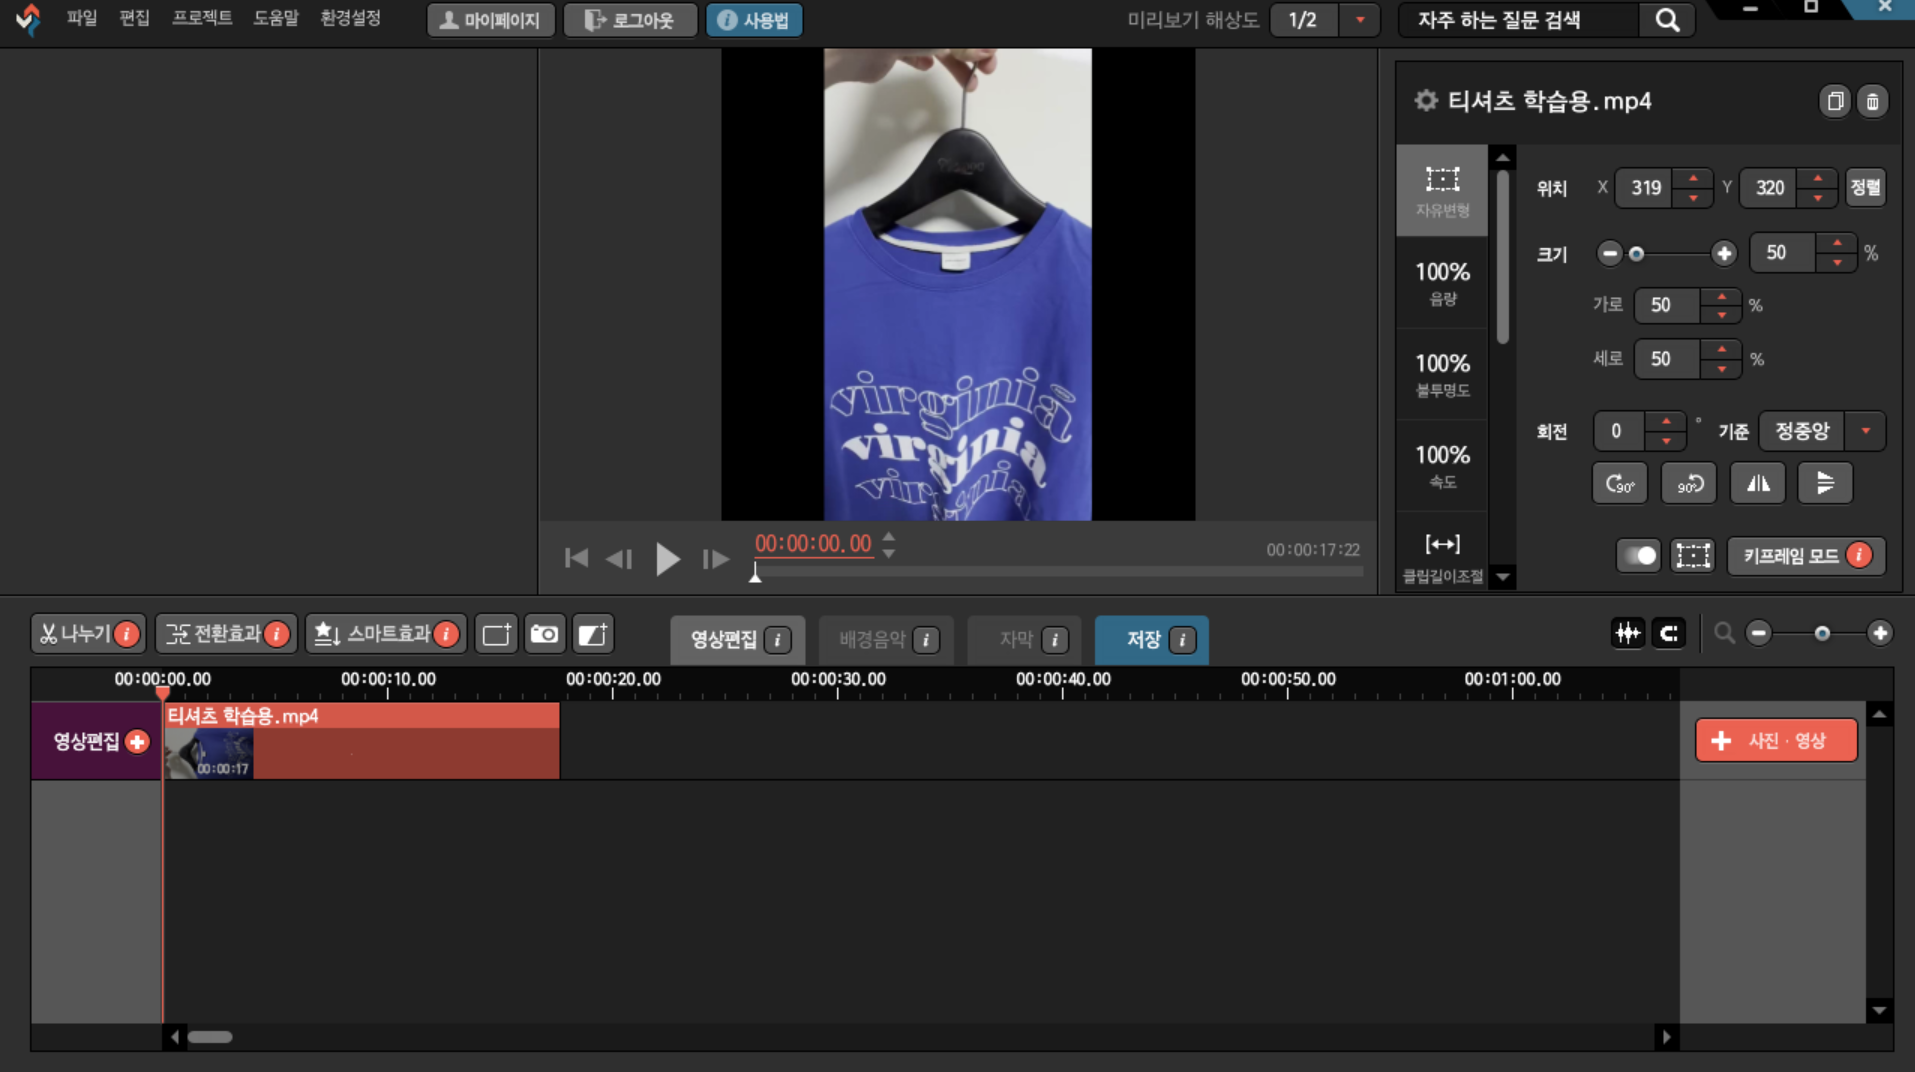 파일 편집 프로젝트 도움말 환경설정 마이페이지 로그아웃 i 사용법 미리보기 해상도 1/2 자주 하는 질문 검색
티셔츠 학습용.mp4
자유변형
100%
음량
100%
불투명도
100%
속도
클립길이조절
위치 X 319 Y 320 정렬
크기 50 %
가로 50 %
세로 50 %
회전 0 ° 기준 정중앙
90° 90°
키프레임 모드 i
virginia
virginia
virginia
00:00:00.00 00:00:17:22
나누기 i 전환효과 i 스마트효과 i 영상편집 i 배경음악 i 자막 i 저장 i
00:00:00.00 00:00:10.00 00:00:20.00 00:00:30.00 00:00:40.00 00:00:50.00 00:01:00.00
영상편집
티셔츠 학습용.mp4
00:00:17
사진 · 영상